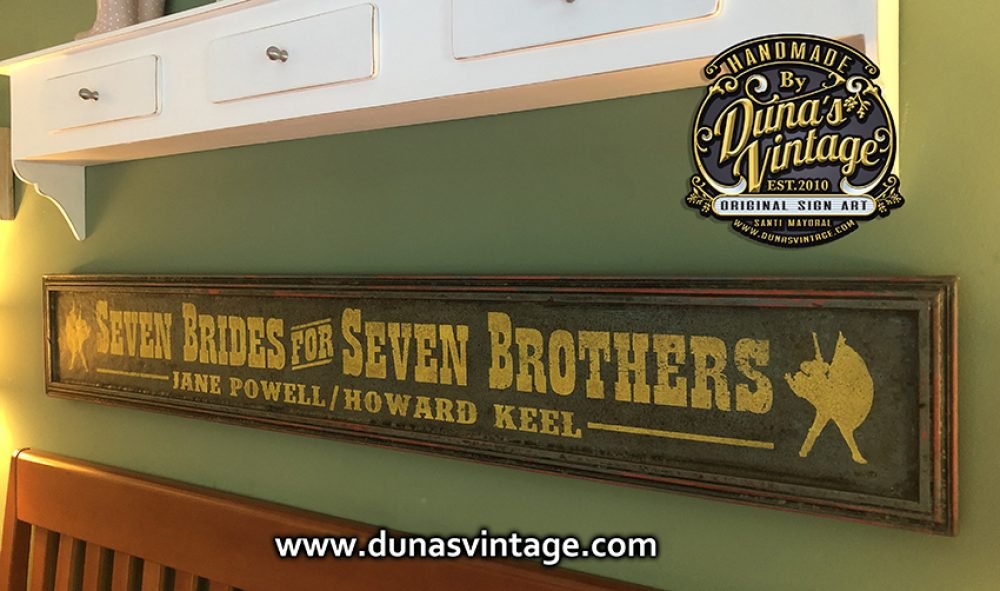 HANDMADE
By
Duna's
Vintage
EST. 2010
ORIGINAL SIGN ART
SANTI MAYORAL
WWW.DUNASVINTAGE.COM
SEVEN BRIDES FOR SEVEN BROTHERS
JANE POWELL/HOWARD KEEL
www.dunasvintage.com